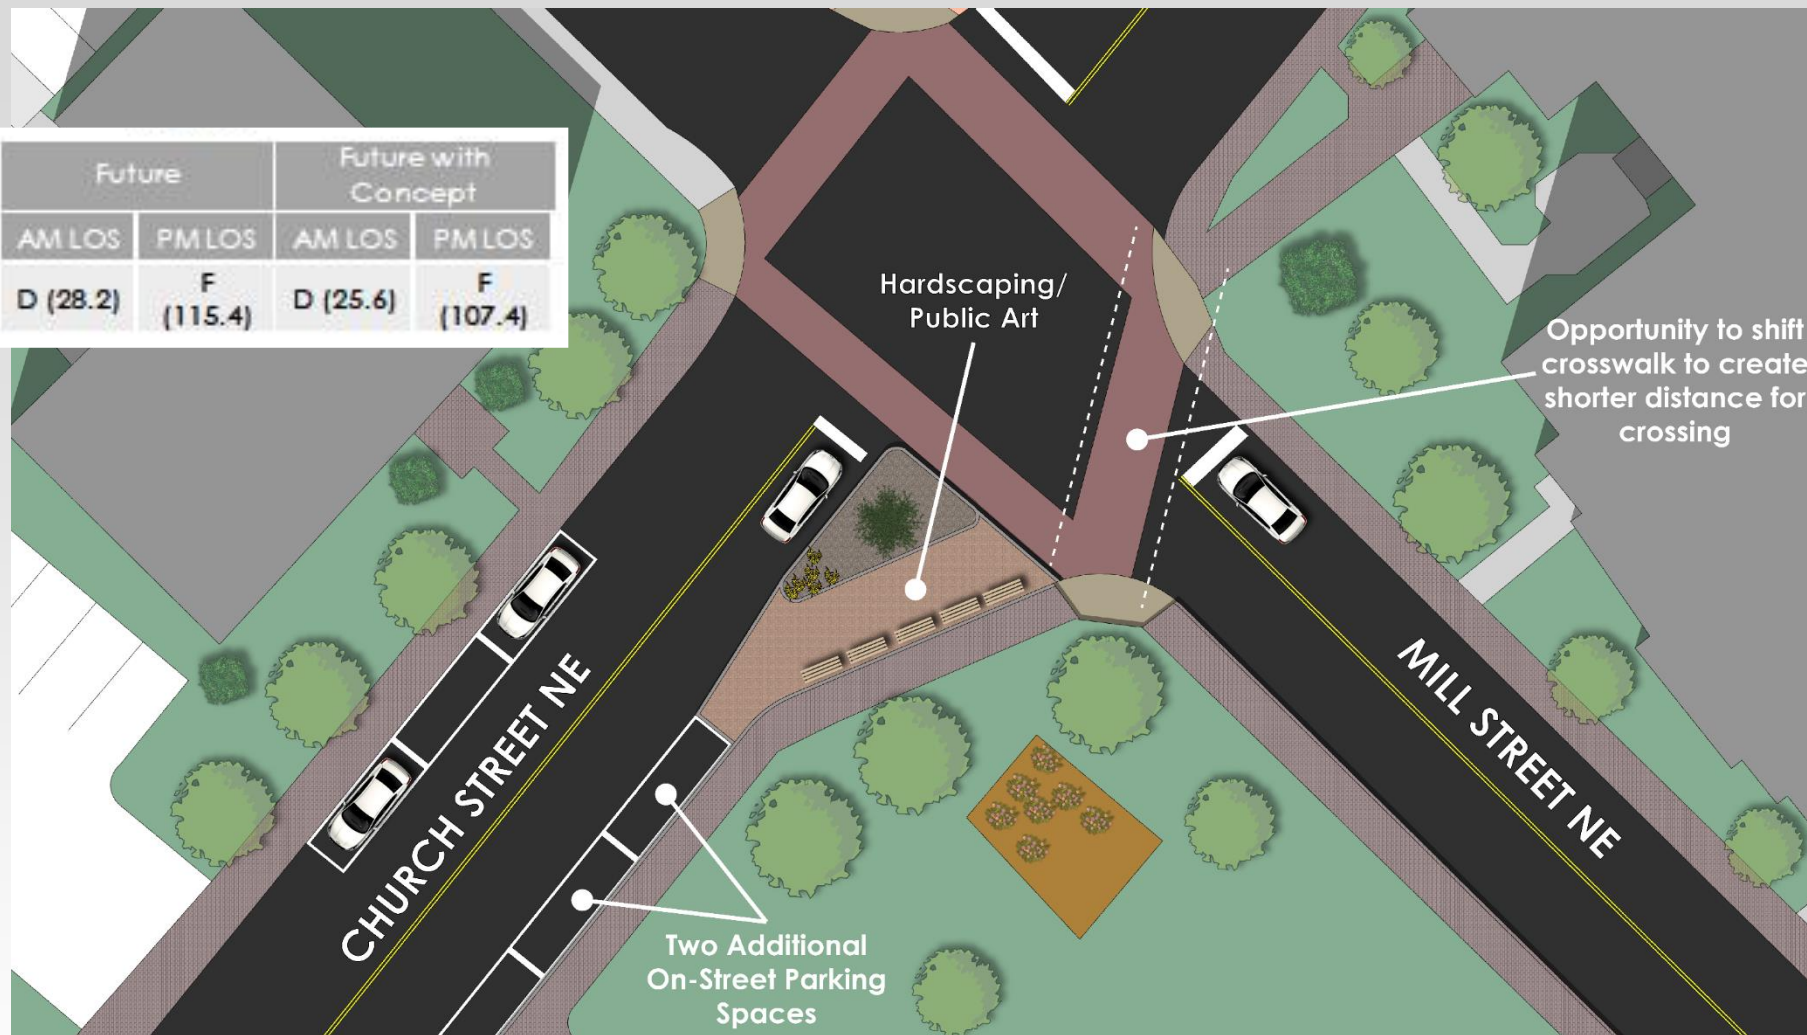 Future
Future with
Concept
AM LOS
PM LOS
AM LOS
PM LOS
D (28.2)
F
(115.4)
D (25.6)
F
(107.4)
Hardscaping/
Public Art
Opportunity to shift
crosswalk to create
shorter distance for
crossing
CHURCH STREET NE
MILL STREET NE
Two Additional
On-Street Parking
Spaces